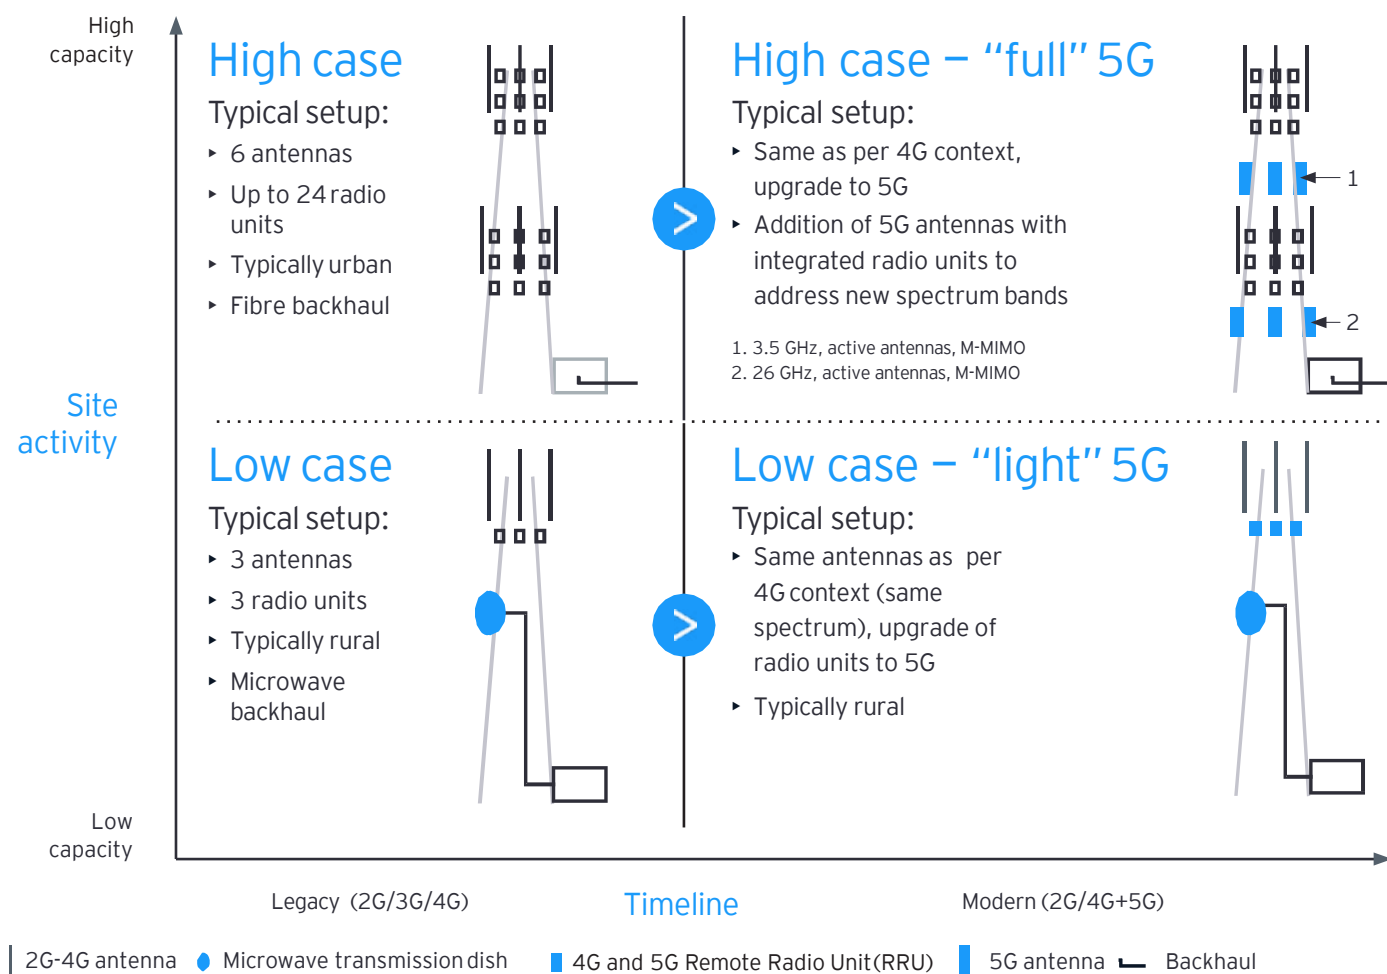 High
capacity
High case
Typical setup:
▸ 6 antennas
▸ Up to 24 radio
units
▸ Typically urban
▸ Fibre backhaul
>
High case – “full” 5G
Typical setup:
▸ Same as per 4G context,
upgrade to 5G
▸ Addition of 5G antennas with
integrated radio units to
address new spectrum bands
1. 3.5 GHz, active antennas, M-MIMO
2. 26 GHz, active antennas, M-MIMO
1
2
Site
activity
Low case
Typical setup:
▸ 3 antennas
▸ 3 radio units
▸ Typically rural
▸ Microwave
backhaul
>
Low case – “light” 5G
Typical setup:
▸ Same antennas as per
4G context (same
spectrum), upgrade of
radio units to 5G
▸ Typically rural
Low
capacity
Legacy (2G/3G/4G)
Timeline
Modern (2G/4G+5G)
2G-4G antenna
Microwave transmission dish
4G and 5G Remote Radio Unit(RRU)
5G antenna
Backhaul